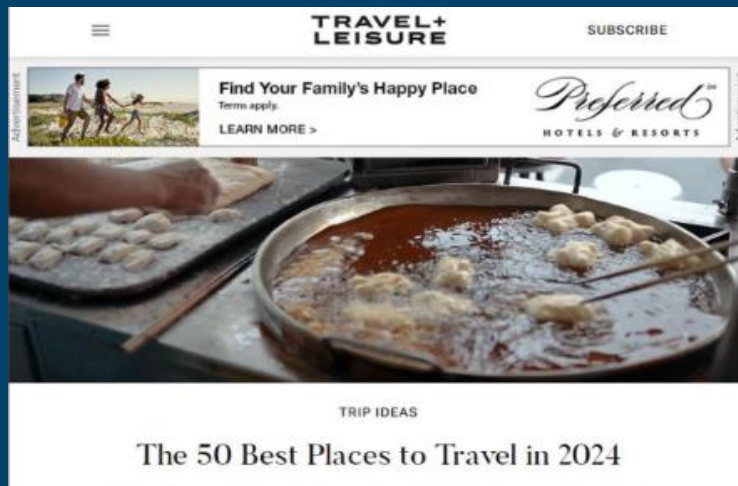 TRAVEL+
LEISURE
SUBSCRIBE
Advertisement
Find Your Family's Happy Place
Terms apply.
LEARN MORE >
Preferred
HOTELS & RESORTS
TRIP IDEAS
The 50 Best Places to Travel in 2024